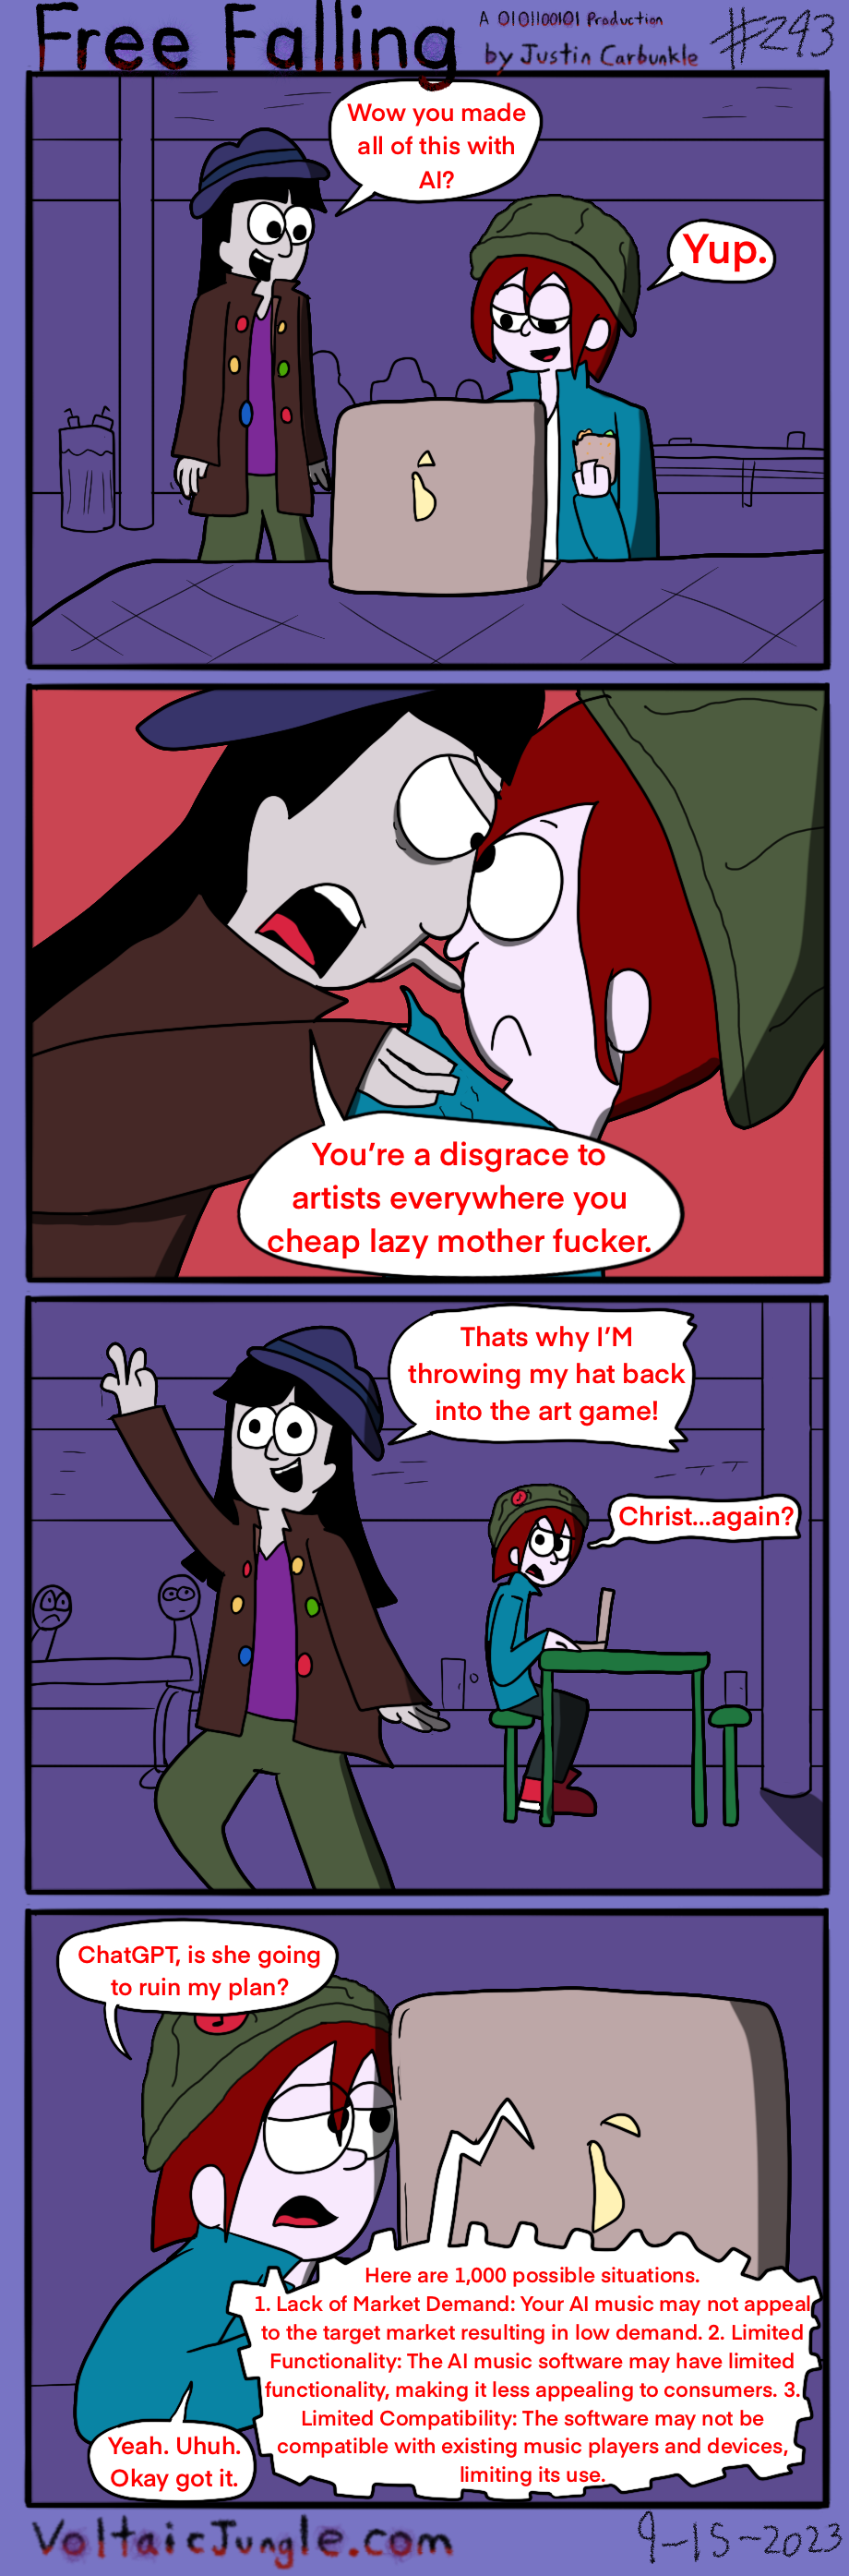 Free Falling
A 0101100101 Production
by Justin Carbunkle
#243
Wow you made
all of this with
AI?
Yup.
You're a disgrace to
artists everywhere you
cheap lazy mother fucker.
Thats why I'M
throwing my hat back
into the art game!
Christ...again?
ChatGPT, is she going
to ruin my plan?
Here are 1,000 possible situations.
1. Lack of Market Demand: Your AI music may not appeal
to the target market resulting in low demand. 2. Limited
Functionality: The AI music software may have limited
functionality, making it less appealing to consumers. 3.
Limited Compatibility: The software may not be
compatible with existing music players and devices,
limiting its use.
Yeah. Uhuh.
Okay got it.
VoltaicJungle.com
9-15-2023